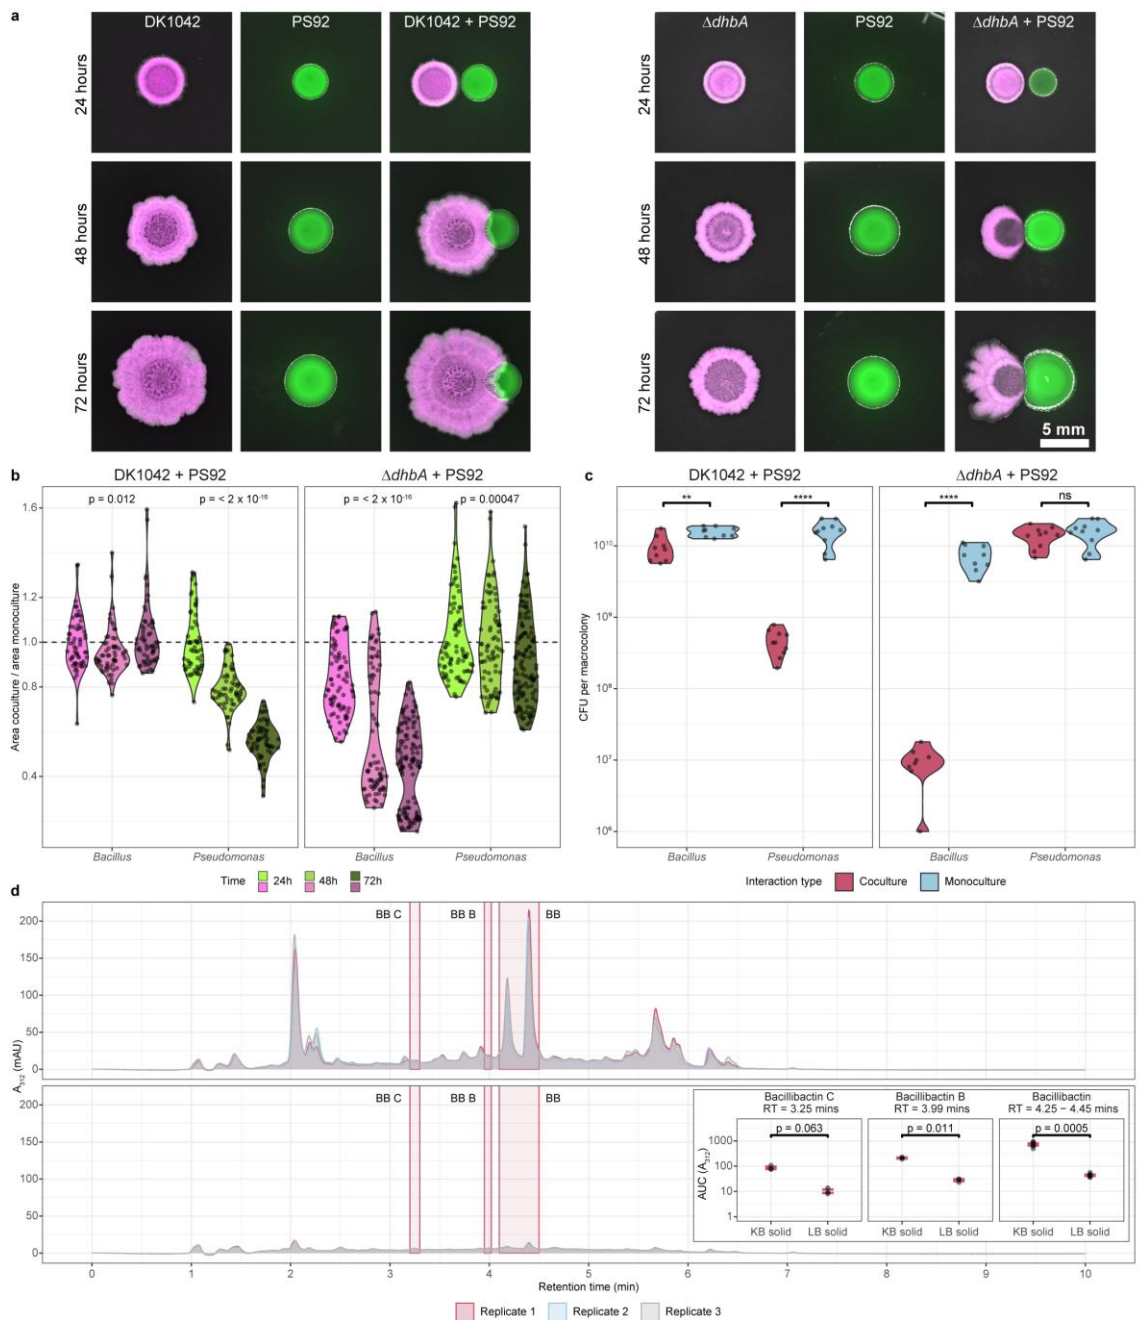 a
DK1042 PS92 DK1042 + PS92
ΔdhbA PS92 ΔdhbA + PS92
24 hours
48 hours
72 hours
24 hours
48 hours
72 hours
5 mm
b
DK1042 + PS92
ΔdhbA + PS92
p = 0.012 p = < 2 x 10⁻¹⁶
p = < 2 x 10⁻¹⁶ p = 0.00047
Area coculture / area monoculture
1.6
1.2
1.0
0.8
0.4
Bacillus Pseudomonas
Bacillus Pseudomonas
Time 24h 48h 72h
c
DK1042 + PS92
ΔdhbA + PS92
** ****
**** ns
CFU per macrocolony
10¹⁰
10⁹
10⁸
10⁷
10⁶
Bacillus Pseudomonas
Bacillus Pseudomonas
Interaction type Coculture Monoculture
d
BB C BB B BB
200
150
100
50
0
A₃₁₂ (mAU)
BB C BB B BB
200
150
100
50
0
Bacillibactin C
RT = 3.25 mins
Bacillibactin B
RT = 3.99 mins
Bacillibactin
RT = 4.25 – 4.45 mins
p = 0.063
p = 0.011
p = 0.0005
AUC (A₃₁₂)
1000
100
10
1
KB solid LB solid
KB solid LB solid
KB solid LB solid
0 1 2 3 4 5 6 7 8 9 10
Retention time (min)
Replicate 1 Replicate 2 Replicate 3